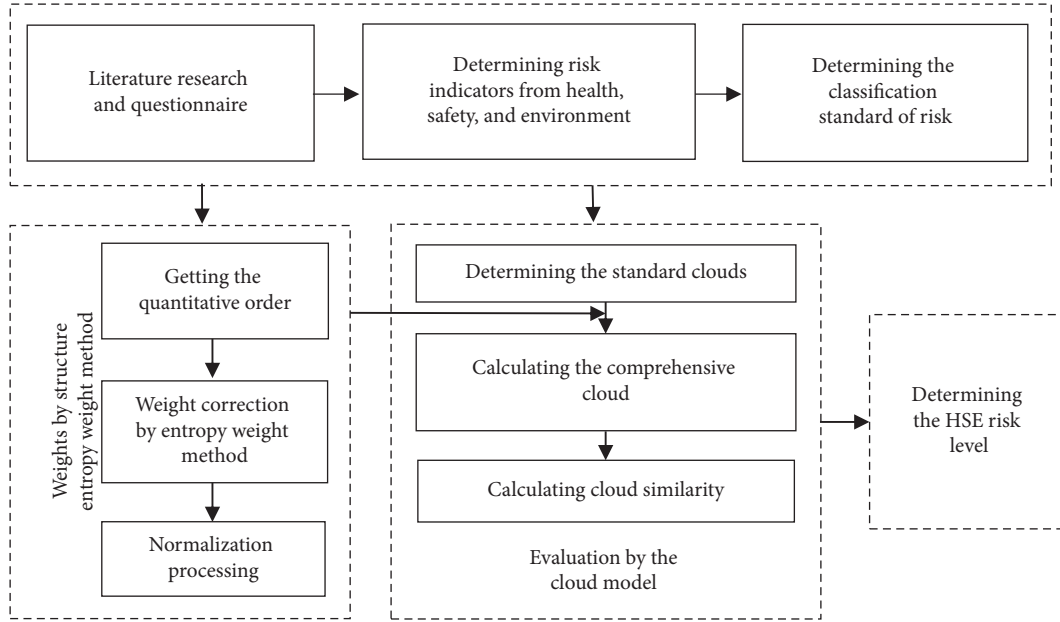 Literature research
and questionnaire
Determining risk
indicators from health,
safety, and environment
Determining the
classification
standard of risk
Weights by structure
entropy weight method
Getting the
quantitative order
Weight correction
by entropy weight
method
Normalization
processing
Determining the standard clouds
Calculating the comprehensive
cloud
Calculating cloud similarity
Evaluation by the
cloud model
Determining
the HSE risk
level